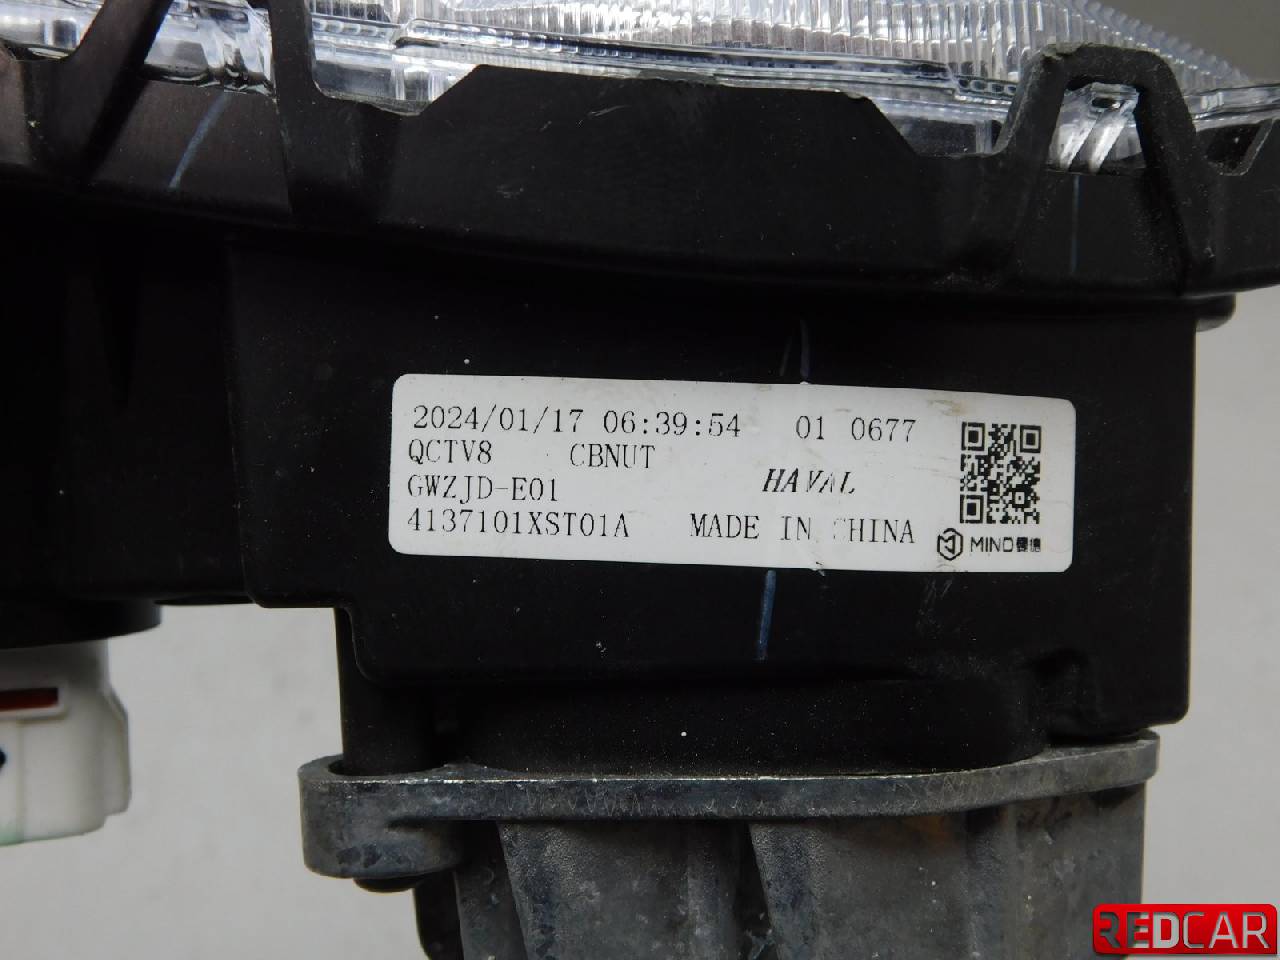 2024/01/17 06:39:54 01 0677
QCTV8 CBNUT
GWZJD-E01 HAVAL
4137101XST01A MADE IN CHINA
MIND
REDCAR